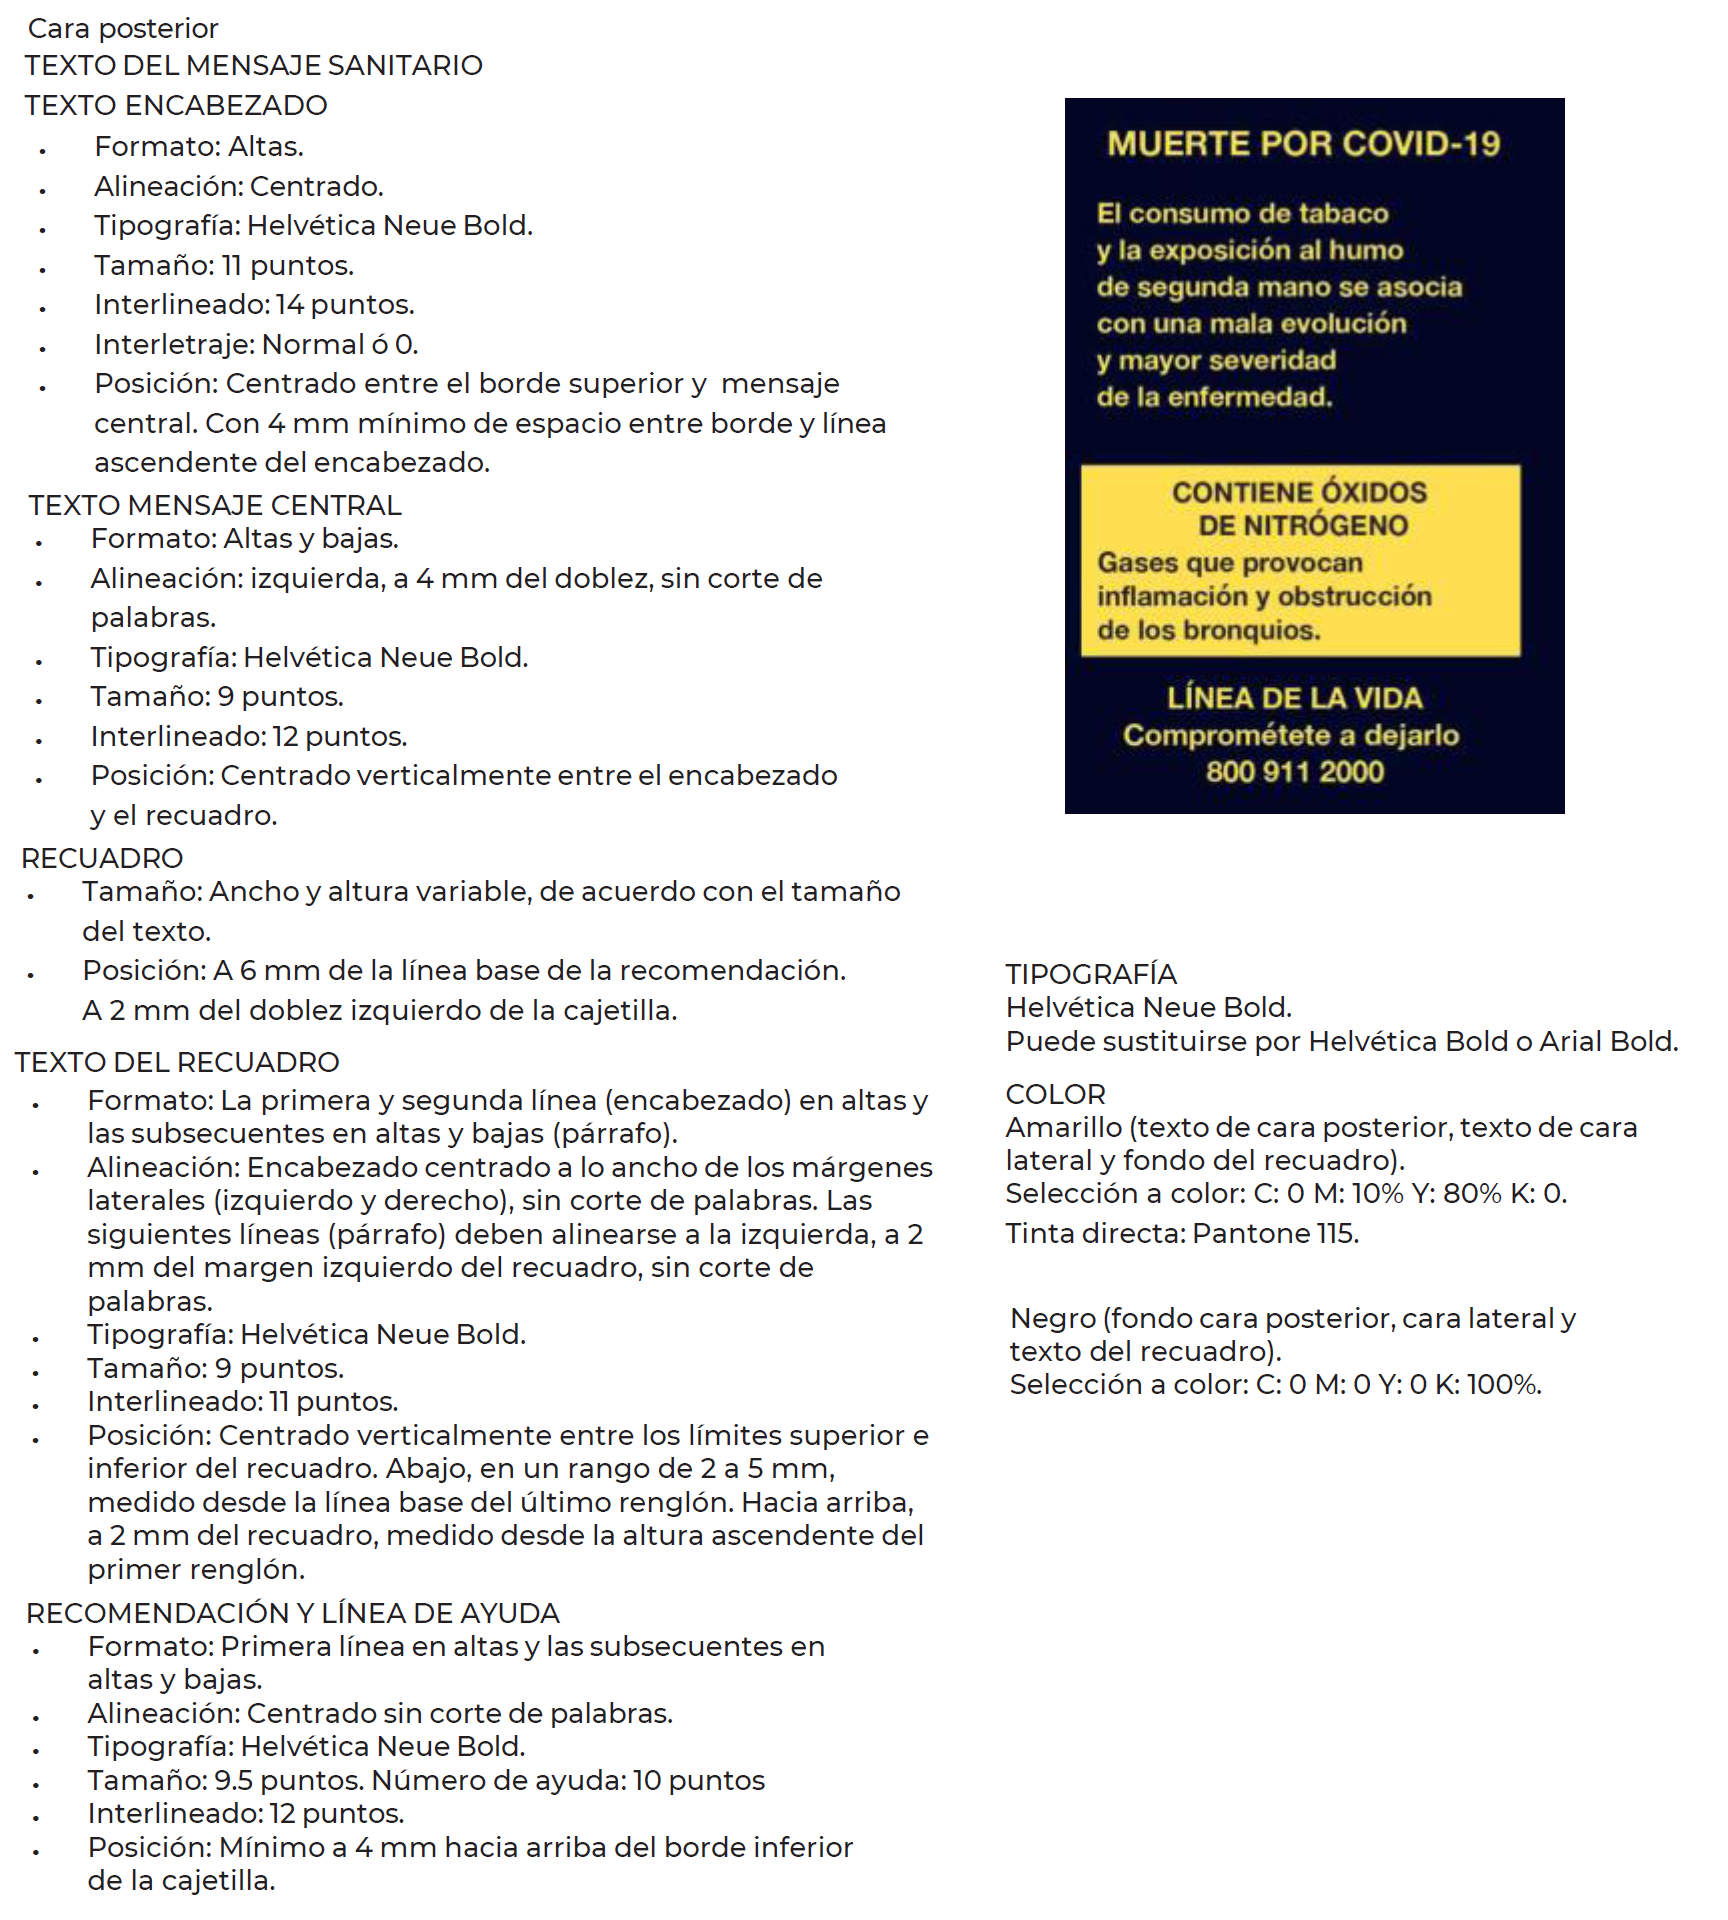 Cara posterior
TEXTO DEL MENSAJE SANITARIO
TEXTO ENCABEZADO
• Formato: Altas.
• Alineación: Centrado.
• Tipografía: Helvética Neue Bold.
• Tamaño: 11 puntos.
• Interlineado: 14 puntos.
• Interletraje: Normal ó 0.
• Posición: Centrado entre el borde superior y mensaje
central. Con 4 mm mínimo de espacio entre borde y línea
ascendente del encabezado.
TEXTO MENSAJE CENTRAL
• Formato: Altas y bajas.
• Alineación: izquierda, a 4 mm del doblez, sin corte de
palabras.
• Tipografía: Helvética Neue Bold.
• Tamaño: 9 puntos.
• Interlineado: 12 puntos.
• Posición: Centrado verticalmente entre el encabezado
y el recuadro.
RECUADRO
• Tamaño: Ancho y altura variable, de acuerdo con el tamaño
del texto.
• Posición: A 6 mm de la línea base de la recomendación.
A 2 mm del doblez izquierdo de la cajetilla.
TEXTO DEL RECUADRO
• Formato: La primera y segunda línea (encabezado) en altas y
las subsecuentes en altas y bajas (párrafo).
• Alineación: Encabezado centrado a lo ancho de los márgenes
laterales (izquierdo y derecho), sin corte de palabras. Las
siguientes líneas (párrafo) deben alinearse a la izquierda, a 2
mm del margen izquierdo del recuadro, sin corte de
palabras.
• Tipografía: Helvética Neue Bold.
• Tamaño: 9 puntos.
• Interlineado: 11 puntos.
• Posición: Centrado verticalmente entre los límites superior e
inferior del recuadro. Abajo, en un rango de 2 a 5 mm,
medido desde la línea base del último renglón. Hacia arriba,
a 2 mm del recuadro, medido desde la altura ascendente del
primer renglón.
RECOMENDACIÓN Y LÍNEA DE AYUDA
• Formato: Primera línea en altas y las subsecuentes en
altas y bajas.
• Alineación: Centrado sin corte de palabras.
• Tipografía: Helvética Neue Bold.
• Tamaño: 9.5 puntos. Número de ayuda: 10 puntos
• Interlineado: 12 puntos.
• Posición: Mínimo a 4 mm hacia arriba del borde inferior
de la cajetilla.
MUERTE POR COVID-19
El consumo de tabaco
y la exposición al humo
de segunda mano se asocia
con una mala evolución
y mayor severidad
de la enfermedad.
CONTIENE ÓXIDOS
DE NITRÓGENO
Gases que provocan
inflamación y obstrucción
de los bronquios.
LÍNEA DE LA VIDA
Comprométete a dejarlo
800 911 2000
TIPOGRAFÍA
Helvética Neue Bold.
Puede sustituirse por Helvética Bold o Arial Bold.
COLOR
Amarillo (texto de cara posterior, texto de cara
lateral y fondo del recuadro).
Selección a color: C: 0 M: 10% Y: 80% K: 0.
Tinta directa: Pantone 115.
Negro (fondo cara posterior, cara lateral y
texto del recuadro).
Selección a color: C: 0 M: 0 Y: 0 K: 100%.